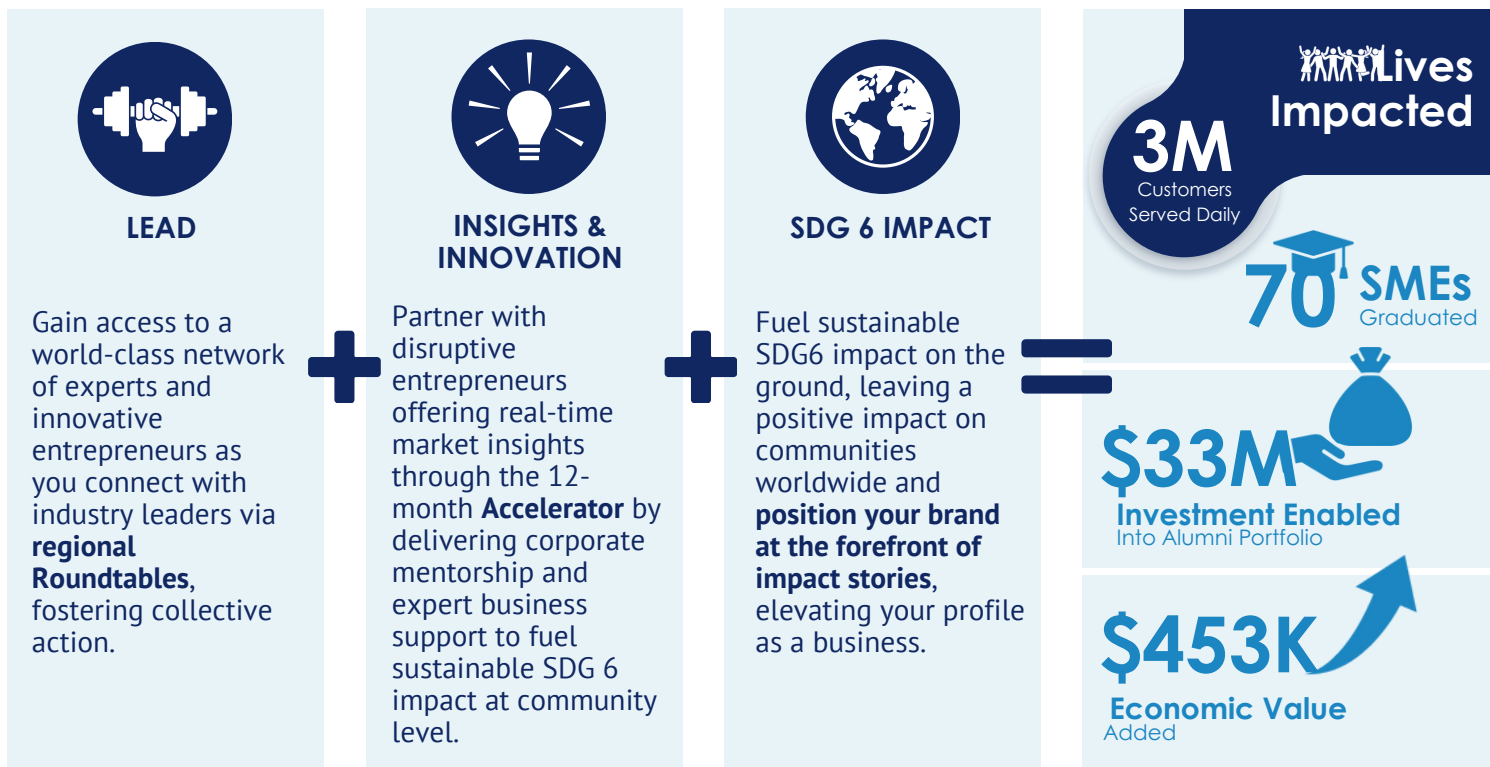 LEAD
Gain access to a
world-class network
of experts and
innovative
entrepreneurs as
you connect with
industry leaders via
regional
Roundtables,
fostering collective
action.
INSIGHTS &
INNOVATION
Partner with
disruptive
entrepreneurs
offering real-time
market insights
through the 12-
month Accelerator by
delivering corporate
mentorship and
expert business
support to fuel
sustainable SDG 6
impact at community
level.
SDG 6 IMPACT
Fuel sustainable
SDG6 impact on the
ground, leaving a
positive impact on
communities
worldwide and
position your brand
at the forefront of
impact stories,
elevating your profile
as a business.
Lives
Impacted
3M
Customers
Served Daily
70 SMEs
Graduated
$33M
Investment Enabled
Into Alumni Portfolio
$453K
Economic Value
Added